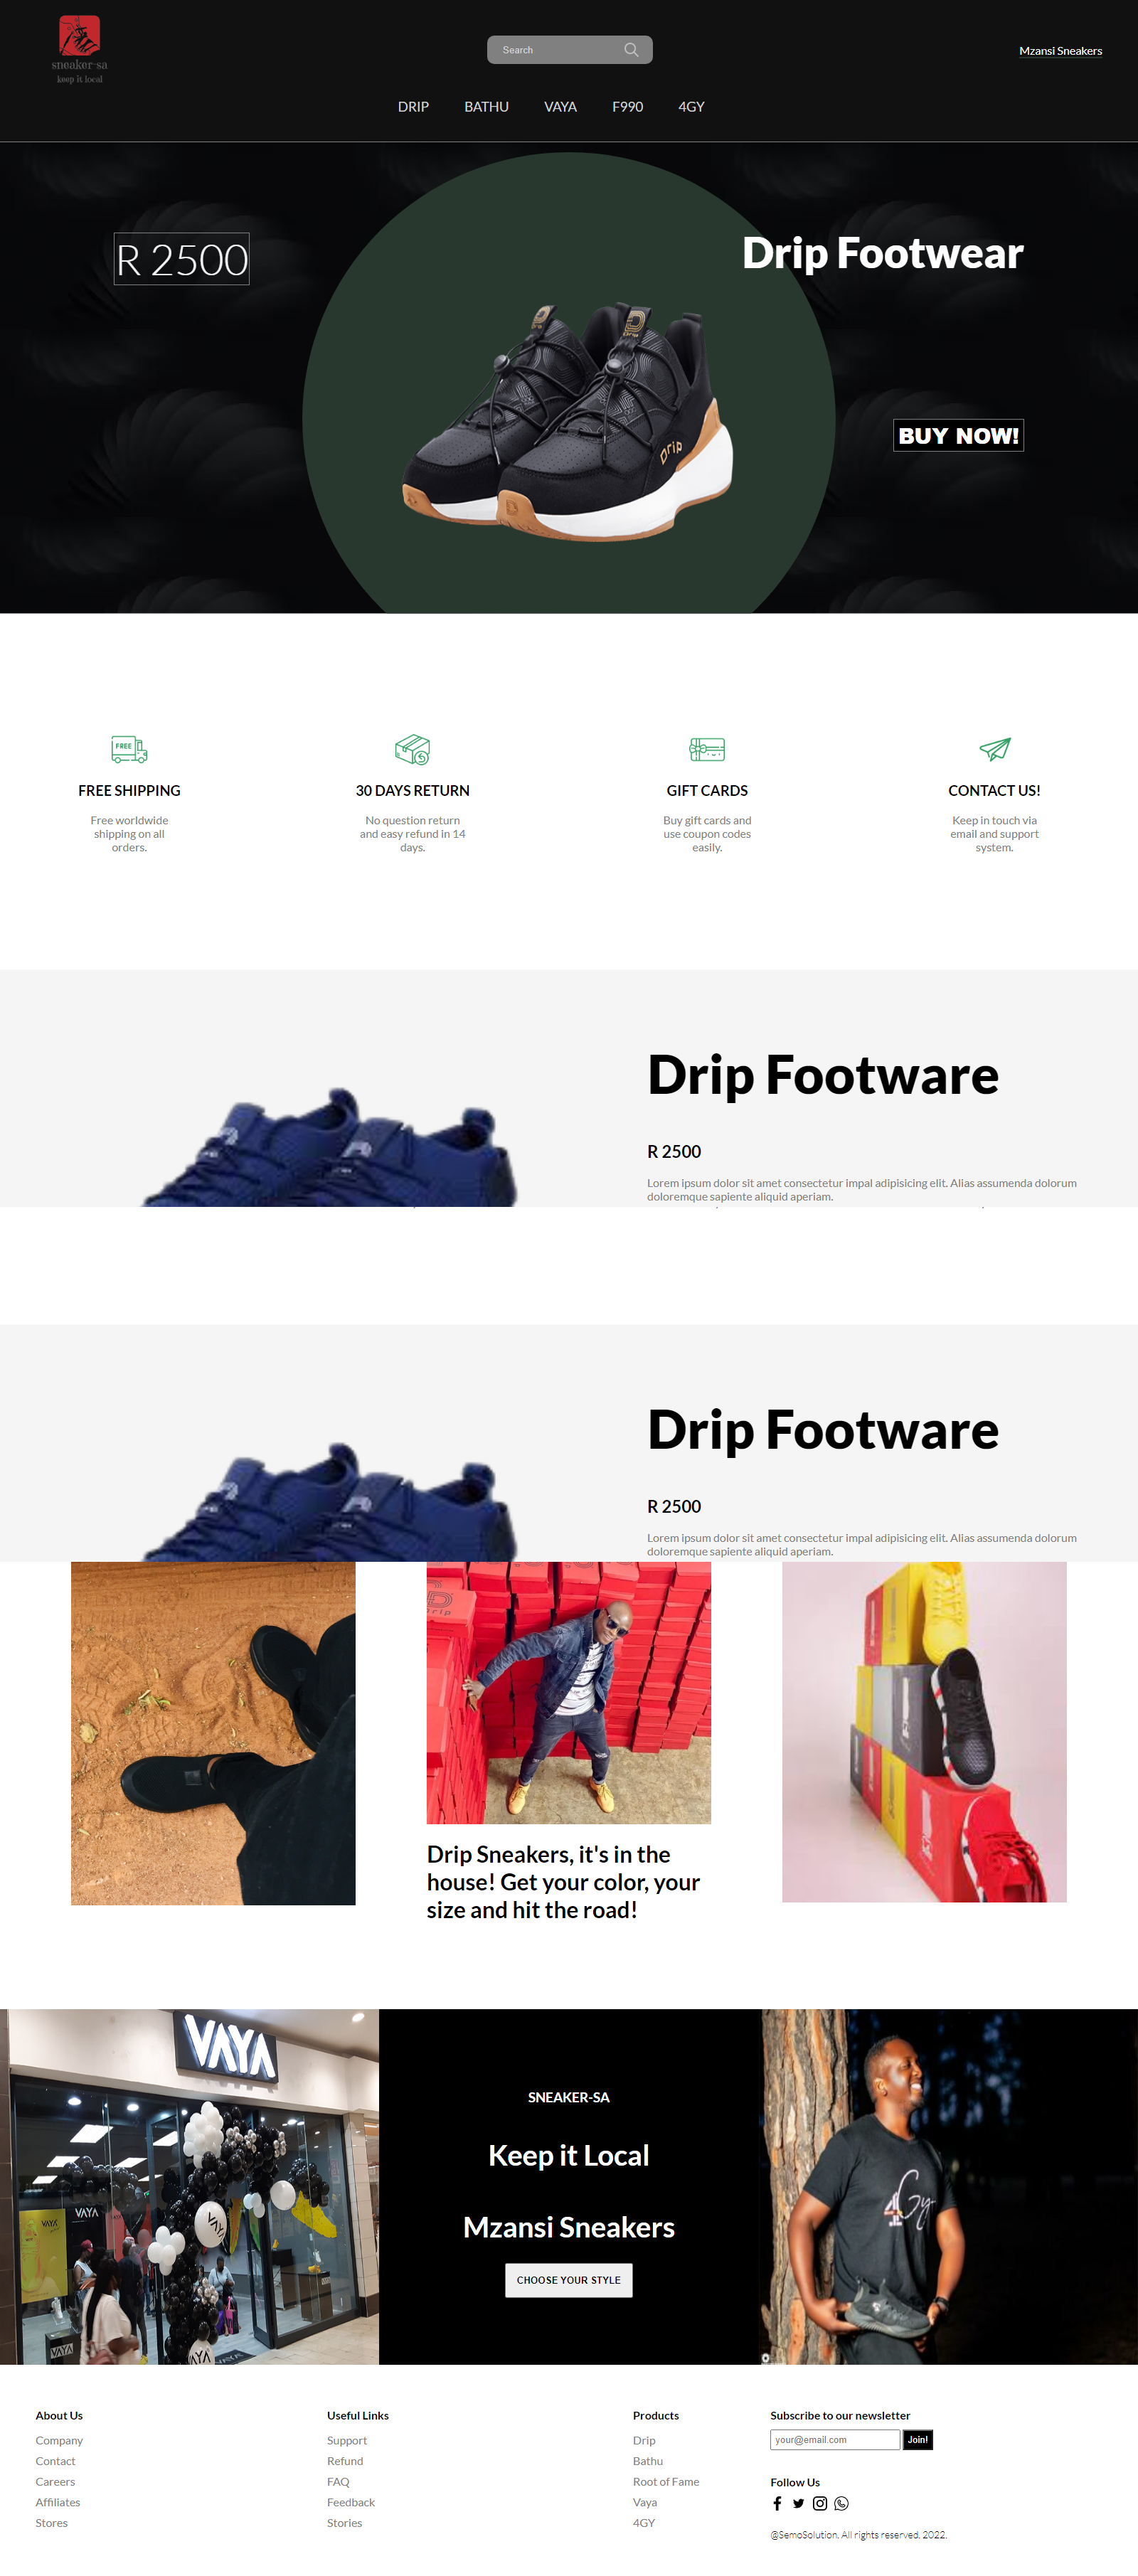 sneaker-sa
keep it local
Search
Mzansi Sneakers
DRIP
BATHU
VAYA
F990
4GY
R 2500
Drip Footwear
Drip
Drip
BUY NOW!
FREE
FREE SHIPPING
Free worldwide
shipping on all
orders.
30 DAYS RETURN
No question return
and easy refund in 14
days.
GIFT CARDS
Buy gift cards and
use coupon codes
easily.
CONTACT US!
Keep in touch via
email and support
system.
Drip Footware
R 2500
Lorem ipsum dolor sit amet consectetur impal adipisicing elit. Alias assumenda dolorum
doloremque sapiente aliquid aperiam.
Drip Footware
R 2500
Lorem ipsum dolor sit amet consectetur impal adipisicing elit. Alias assumenda dolorum
doloremque sapiente aliquid aperiam.
Drip Sneakers, it's in the
house! Get your color, your
size and hit the road!
VAYA
VAYA
VAYA
VAYA
VAYA
SNEAKER-SA
Keep it Local
Mzansi Sneakers
CHOOSE YOUR STYLE
4Gy
About Us
Company
Contact
Careers
Affiliates
Stores
Useful Links
Support
Refund
FAQ
Feedback
Stories
Products
Drip
Bathu
Root of Fame
Vaya
4GY
Subscribe to our newsletter
your@email.com
Join!
Follow Us
@SemoSolution. All rights reserved. 2022.